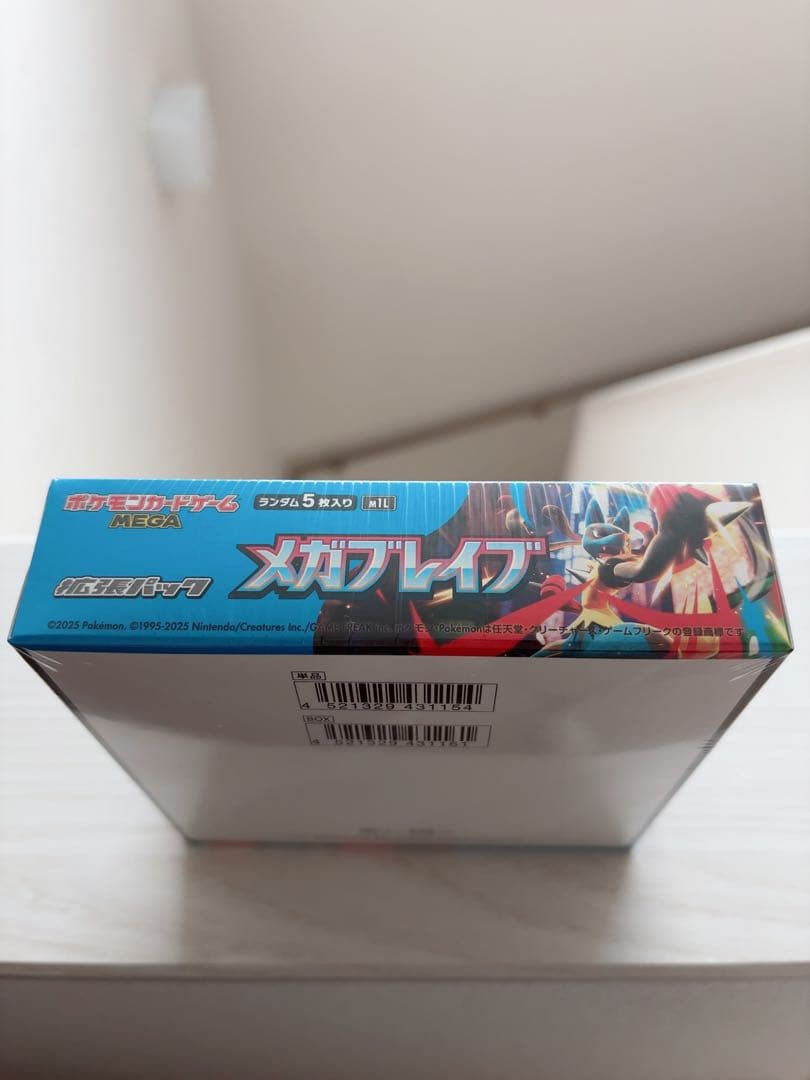 ポケモンカードゲーム
MEGA
ランダム5枚入り M1L
メガブレイブ
拡張パック
©2025 Pokémon. ©1995-2025 Nintendo/Creatures Inc./GAME FREAK inc. ポケモン・Pokémonは任天堂・クリーチャーズ・ゲームフリークの登録商標です
単品
4 521329 431154
BOX
4 521329 431161